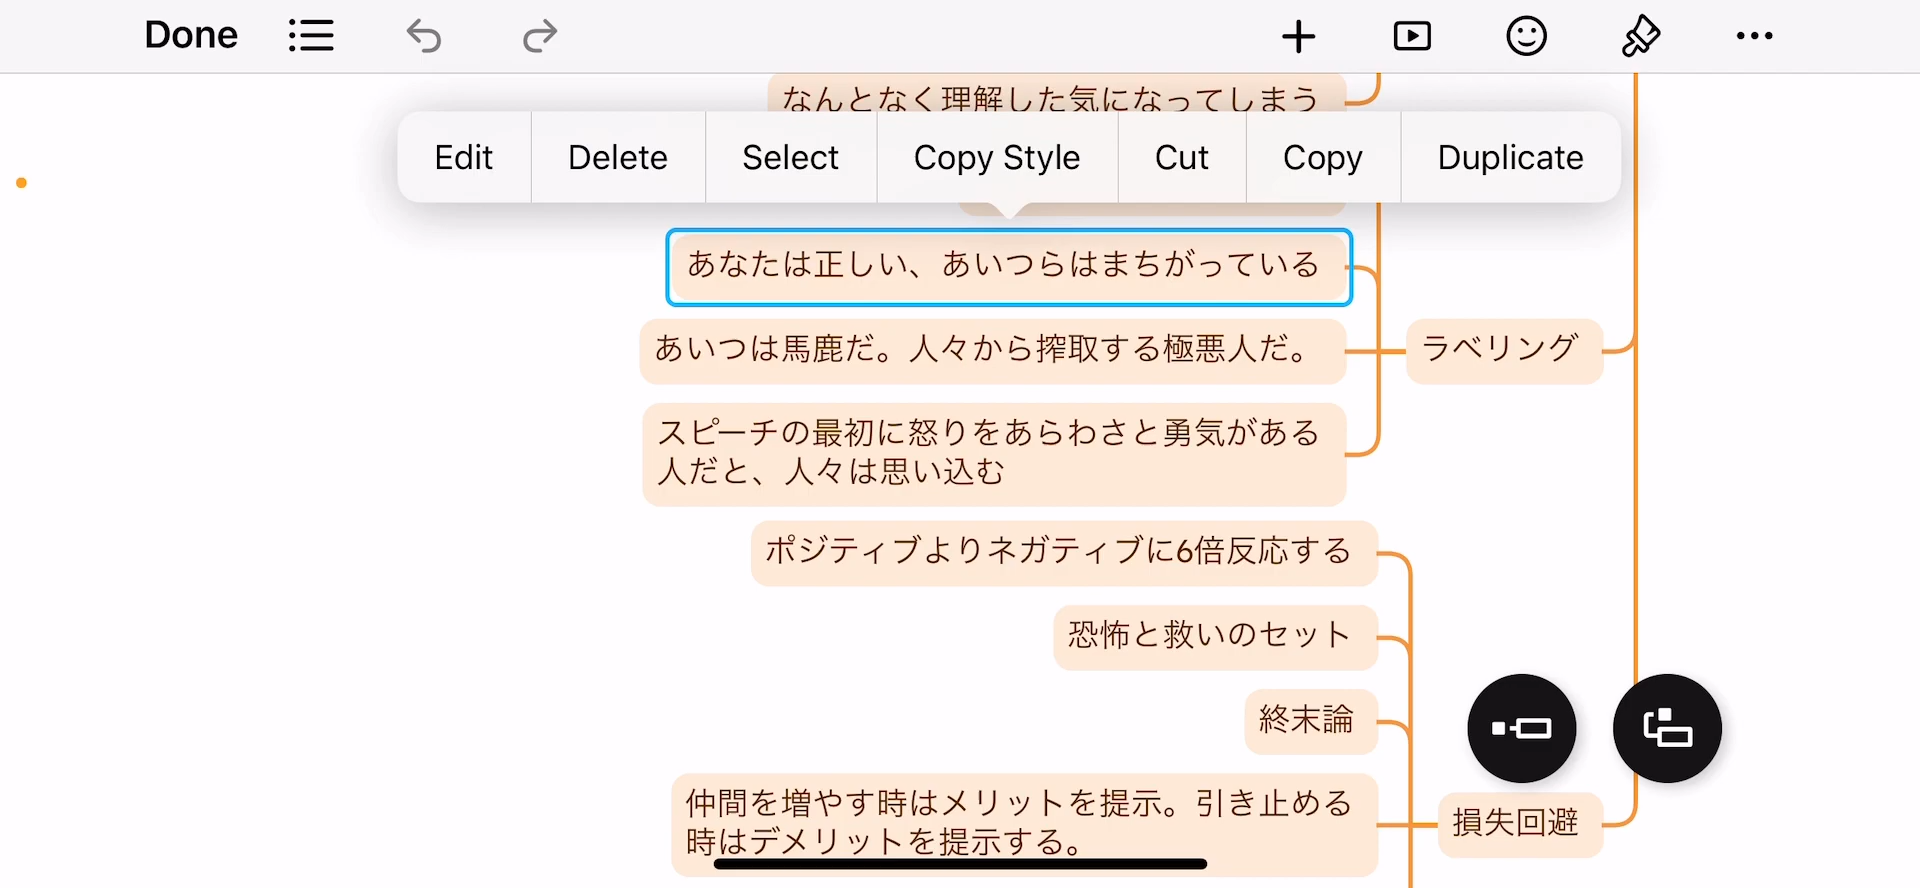 Done
なんとなく理解した気になってしまう
Edit
Delete
Select
Copy Style
Cut
Copy
Duplicate
あなたは正しい、あいつらはまちがっている
あいつは馬鹿だ。人々から搾取する極悪人だ。
ラベリング
スピーチの最初に怒りをあらわさと勇気がある
人だと、人々は思い込む
ポジティブよりネガティブに6倍反応する
恐怖と救いのセット
終末論
仲間を増やす時はメリットを提示。引き止める
時はデメリットを提示する。
損失回避